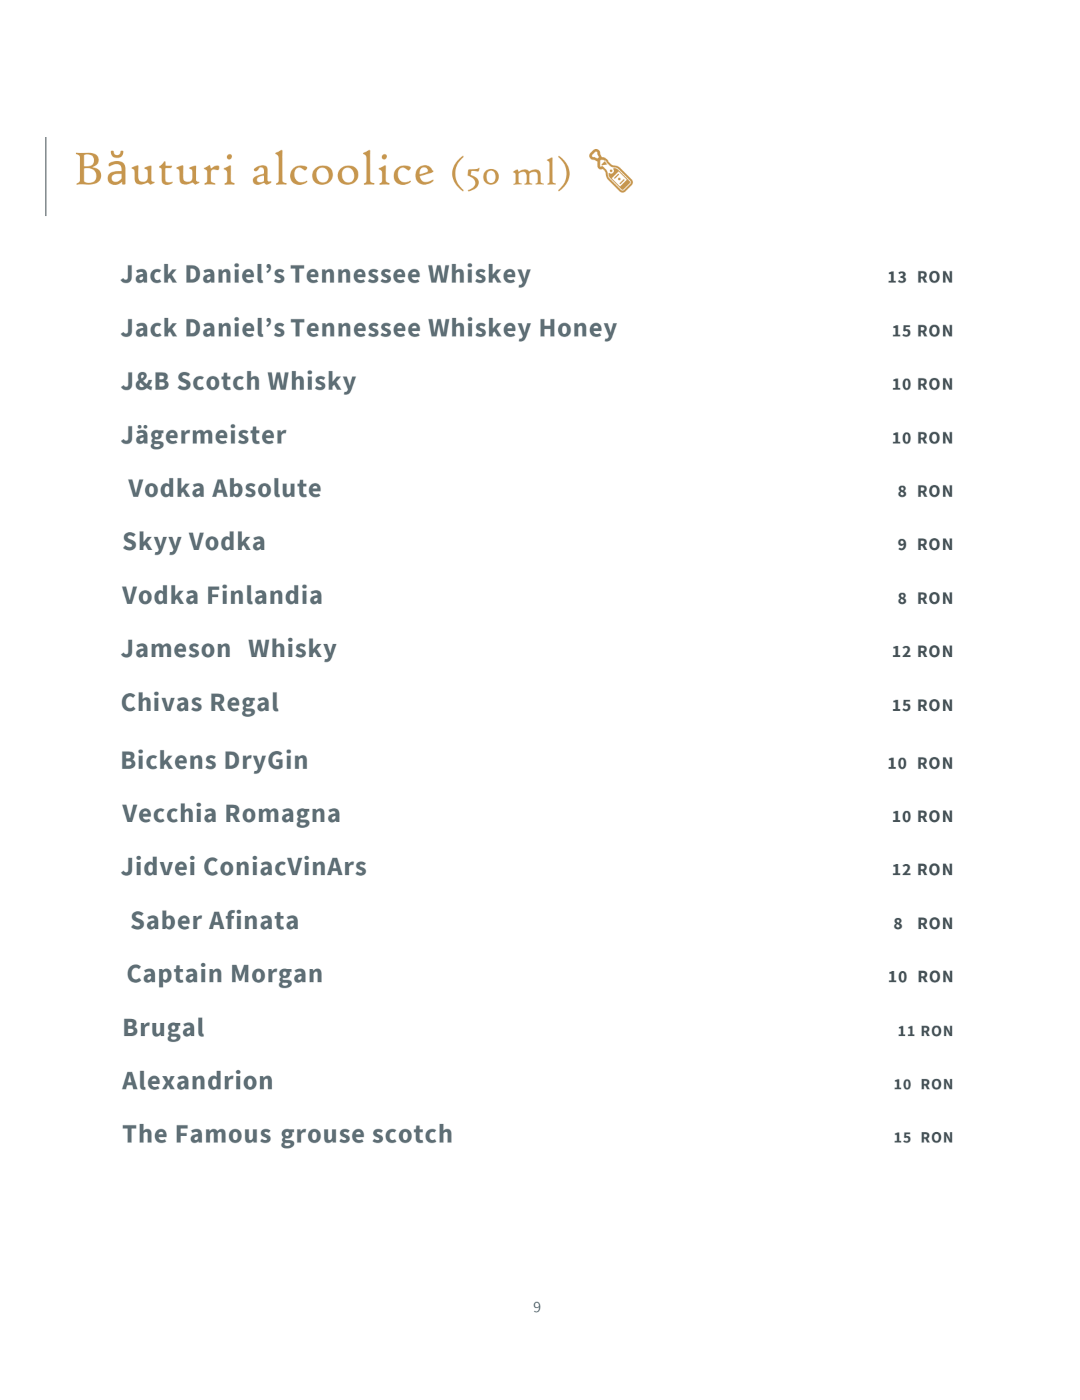 Băuturi alcoolice (50 ml)
Jack Daniel’s Tennessee Whiskey 13 RON
Jack Daniel’s Tennessee Whiskey Honey 15 RON
J&B Scotch Whisky 10 RON
Jägermeister 10 RON
Vodka Absolute 8 RON
Skyy Vodka 9 RON
Vodka Finlandia 8 RON
Jameson Whisky 12 RON
Chivas Regal 15 RON
Bickens DryGin 10 RON
Vecchia Romagna 10 RON
Jidvei ConiacVinArs 12 RON
Saber Afinata 8 RON
Captain Morgan 10 RON
Brugal 11 RON
Alexandrion 10 RON
The Famous grouse scotch 15 RON
9